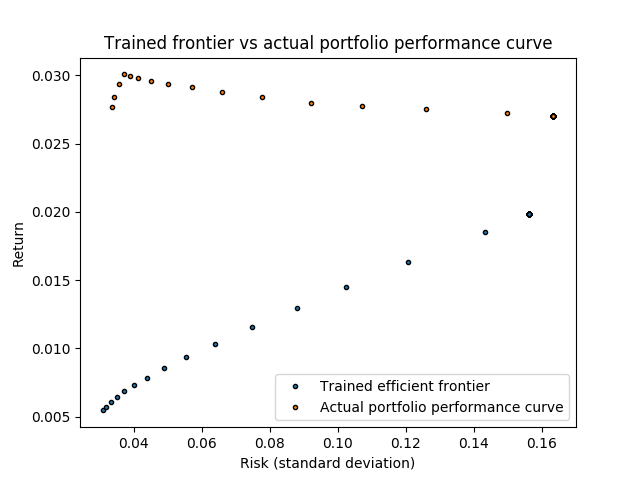 Trained frontier vs actual portfolio performance curve
0.030
0.025
0.020
0.015
0.010
0.005
Return
Trained efficient frontier
Actual portfolio performance curve
0.04 0.06 0.08 0.10 0.12 0.14 0.16
Risk (standard deviation)